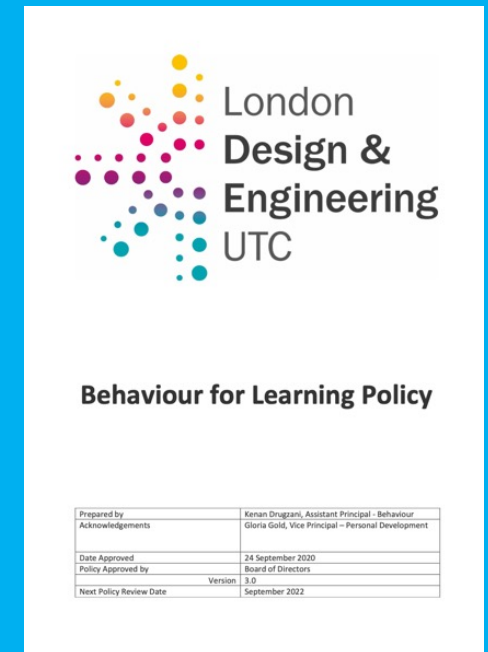 London
Design &
Engineering
UTC
Behaviour for Learning Policy
Prepared by Kenan Drugzani, Assistant Principal - Behaviour
Acknowledgements Gloria Gold, Vice Principal – Personal Development
Date Approved 24 September 2020
Policy Approved by Board of Directors
Version 3.0
Next Policy Review Date September 2022